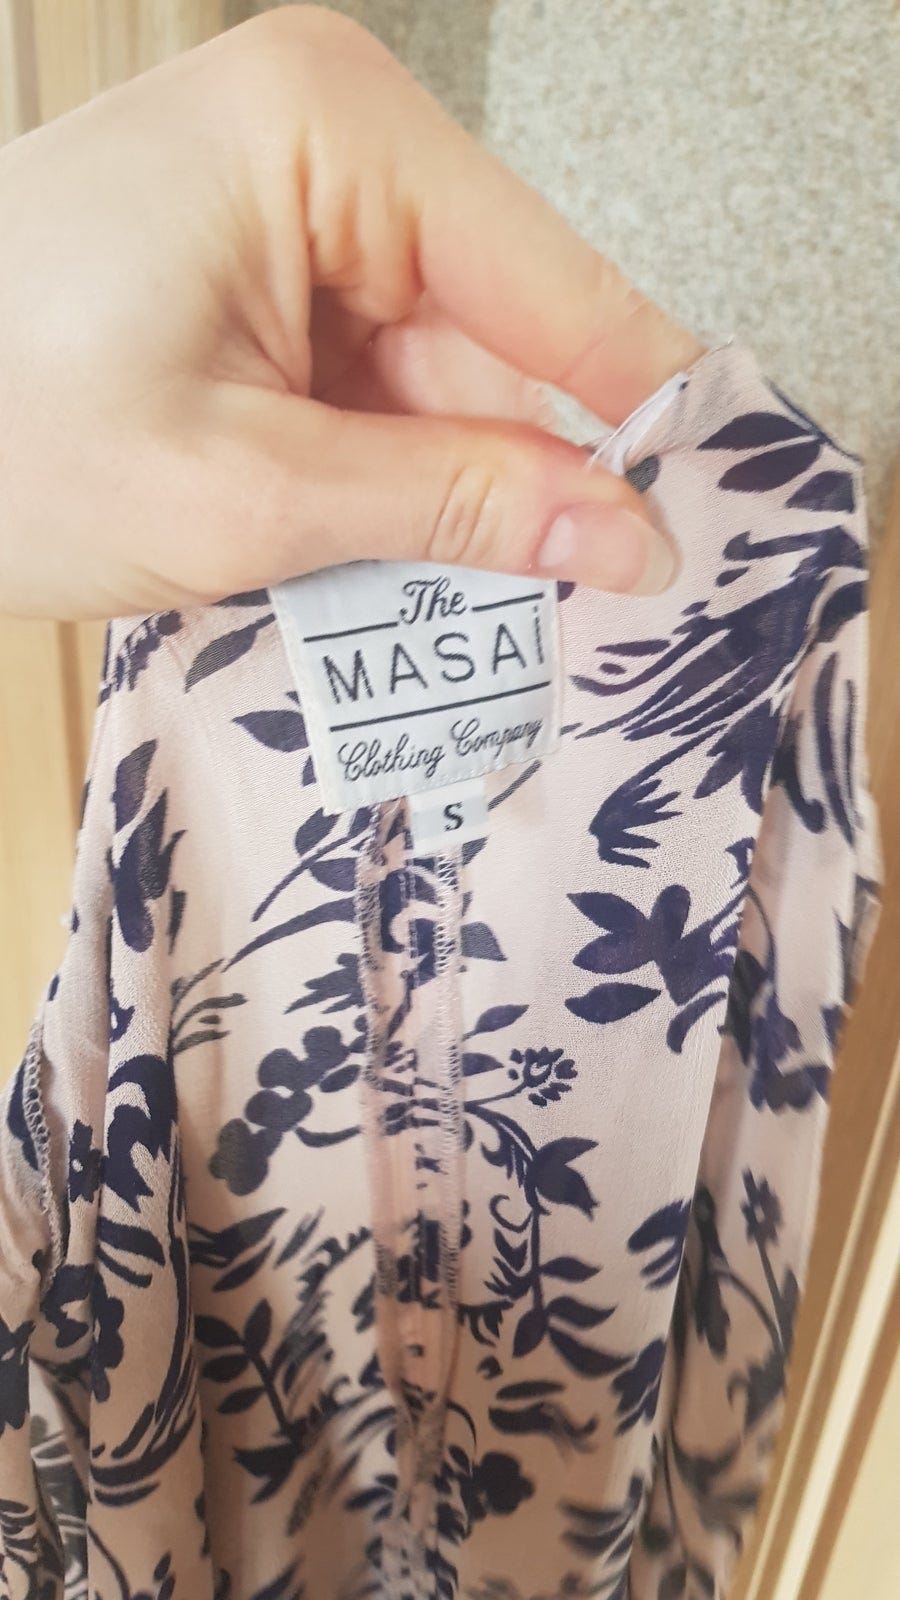 The
MASAi
Clothing Company
S